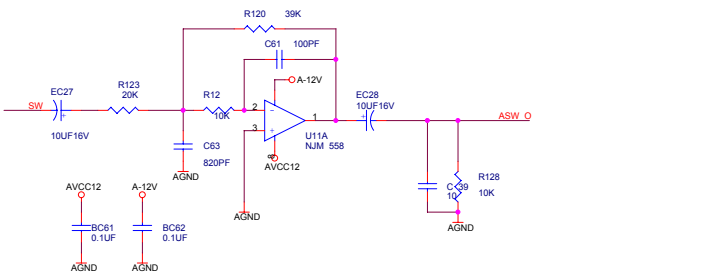 R120 39K
C61 100PF
A-12V
EC27
R123
20K
SW
R12
10K
2
3
1
EC28
10UF16V
ASW_O
10UF16V
C63
820PF
U11A
NJM 558
8
AVCC12
AGND
AGND
C 39
10
R128
10K
AGND
AVCC12
A-12V
BC61
0.1UF
BC62
0.1UF
AGND
AGND